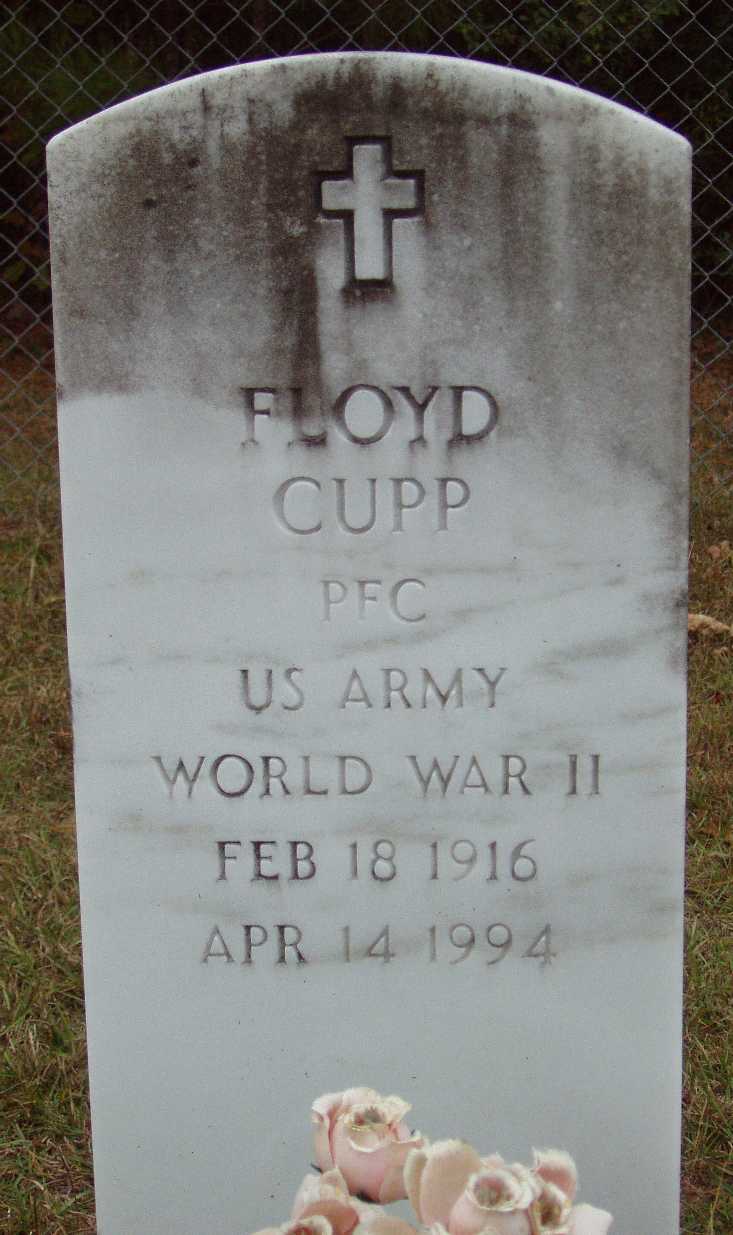 FLOYD
CUPP
PFC
US ARMY
WORLD WAR II
FEB 18 1916
APR 14 1994